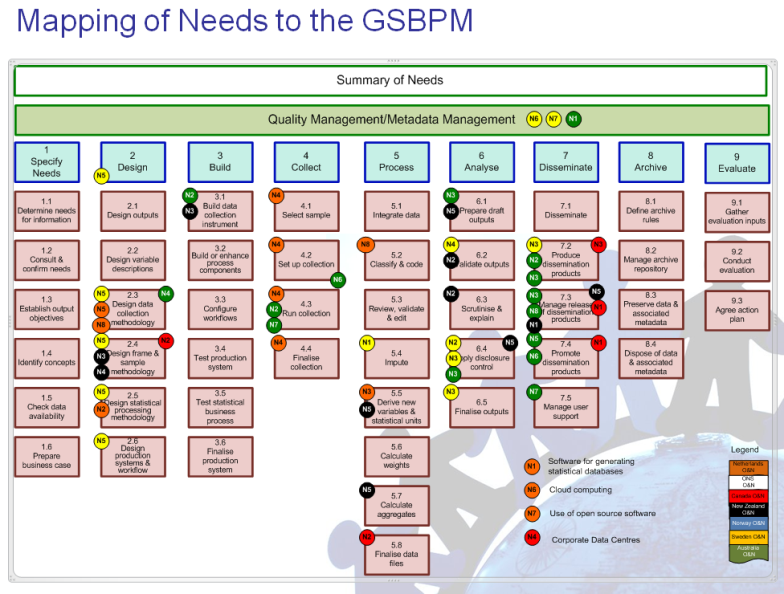 Mapping of Needs to the GSBPM
Summary of Needs
Quality Management/Metadata Management N6 N7 N1
1
Specify
Needs
N5
2
Design
3
Build
4
Collect
5
Process
6
Analyse
7
Disseminate
8
Archive
9
Evaluate
1.1
Determine needs
for information
1.2
Consult &
confirm needs
1.3
Establish output
objectives
1.4
Identify concepts
1.5
Check data
availability
1.6
Prepare
business case
2.1
Design outputs
2.2
Design variable
descriptions
N5 N4
N5
N8
2.3
Design data
collection
methodology
N5 N2
N3
N4
2.4
Design frame &
sample
methodology
N5
N2
2.5
Design statistical
processing
methodology
N5
2.6
Design
production
systems &
workflow
N2
N3
3.1
Build data
collection
instrument
3.2
Build or enhance
process
components
3.3
Configure
workflows
3.4
Test production
system
3.5
Test statistical
business
process
3.6
Finalise
production
system
N4
4.1
Select sample
N4
4.2
Set up collection
N6
N4
N2
N7
4.3
Run collection
N4
4.4
Finalise
collection
5.1
Integrate data
N8
5.2
Classify & code
5.3
Review, validate
& edit
N1
5.4
Impute
N3
N5
5.5
Derive new
variables &
statistical units
5.6
Calculate
weights
N5
5.7
Calculate
aggregates
N2
5.8
Finalise data
files
N3
N5
6.1
Prepare draft
outputs
N4
N2
6.2
Validate outputs
N2
6.3
Scrutinise &
explain
N2 N5
N3
N3
6.4
Apply disclosure
control
N3
6.5
Finalise outputs
7.1
Disseminate
N3 N3
N2
N3
7.2
Produce
dissemination
products
N3 N5
N8 N1
N1
7.3
Manage release
of dissemination
products
N5 N1
N6
7.4
Promote
dissemination
products
N7
7.5
Manage user
support
8.1
Define archive
rules
8.2
Manage archive
repository
8.3
Preserve data &
associated
metadata
8.4
Dispose of data
& associated
metadata
9.1
Gather
evaluation inputs
9.2
Conduct
evaluation
9.3
Agree action
plan
N1 Software for generating
statistical databases
N6 Cloud computing
N7 Use of open source software
N4 Corporate Data Centres
Legend
Netherlands
O&N
ONS
O&N
Canada O&N
New Zealand
O&N
Norway O&N
Sweden O&N
Australia
O&N